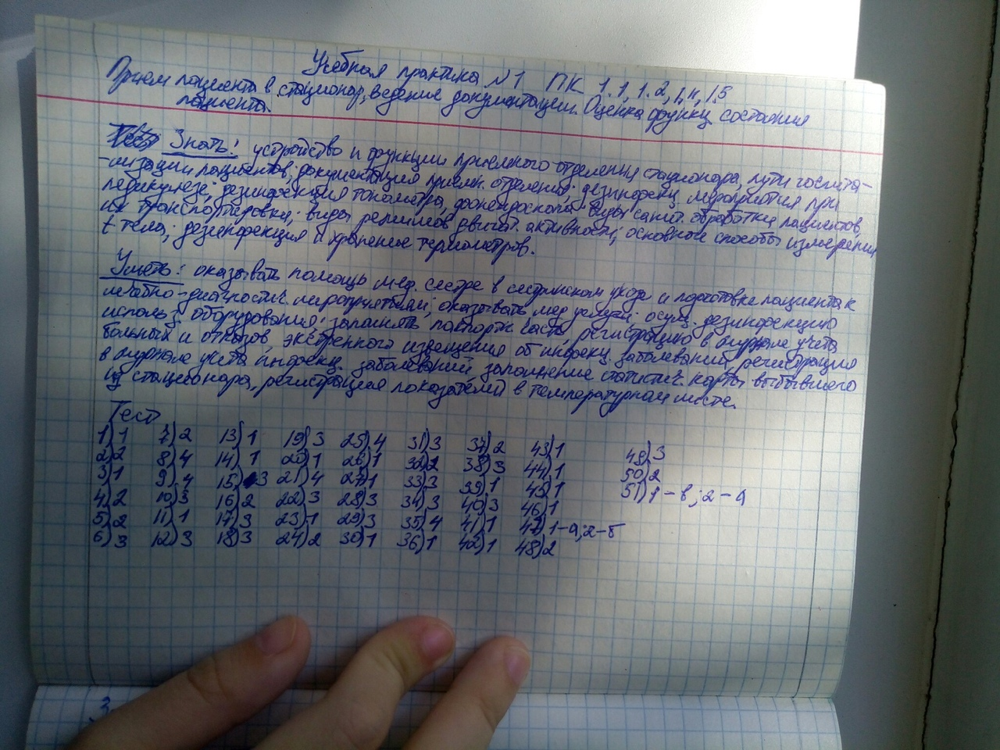 Учебная практика №1 ПК 1.1, 1.2, 1.4, 1.5
Прием пациента в стационар, ведение документации. Оценка функц. состояния
пациента.
Знать: устройство и функции приемного отделения стационара, пути госпита-
лизации пациентов; документация приемн. отделения; дезинфекц. мероприятия при
педикулезе; дезинфекция тонометра, фонендоскопа виды санит. обработки пациентов,
их транспортировки; виды режимов двигат. активности; основные способы измерения
t тела; дезинфекция и хранение термометров.
Уметь: оказывать помощь мед. сестре в сестринском уходе и подготовке пациента к
лечебно-диагностич. мероприятиям; оказывать мед услуги; осущ. дезинфекцию
использ. оборудования; заполнять паспортн. часть, регистрацию в журнале учета
больных и отказов, экстренного извещения об инфекц. заболевании, регистрация
в журнале учета инфекц. заболеваний, заполнение статистич. карты выбывшего
из стационара, регистрация показателей в температурном листе.
Тест
1) 1 7) 2 13) 1 19) 3 25) 4 31) 3 37) 2 43) 1 49) 3
2) 2 8) 4 14) 1 20) 1 26) 1 32) 2 38) 3 44) 1 50) 2
3) 1 9) 4 15) 3 21) 4 27) 1 33) 3 39) 1 45) 1 51) 1 - в; 2 - а
4) 2 10) 3 16) 2 22) 3 28) 3 34) 3 40) 3 46) 1
5) 2 11) 1 17) 3 23) 1 29) 3 35) 4 41) 1 47) 1-а; 2-б
6) 3 12) 3 18) 3 24) 2 30) 1 36) 1 42) 1 48) 2